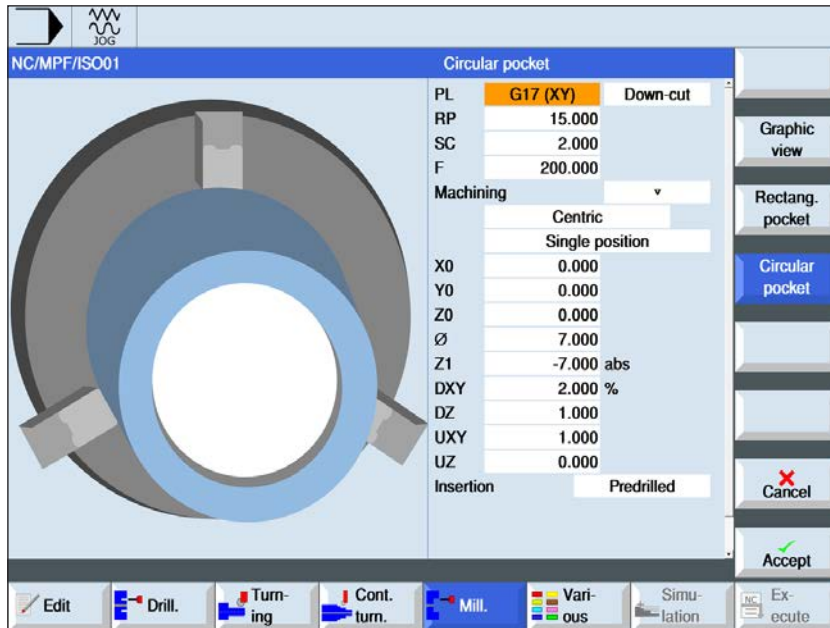 JOG
NC/MPF/ISO01
Circular pocket
PL G17 (XY) Down-cut
RP 15.000
SC 2.000
F 200.000
Machining ▿
Centric
Single position
X0 0.000
Y0 0.000
Z0 0.000
Ø 7.000
Z1 -7.000 abs
DXY 2.000 %
DZ 1.000
UXY 1.000
UZ 0.000
Insertion Predrilled
Graphic
view
Rectang.
pocket
Circular
pocket
Cancel
Accept
Edit
Drill.
Turn-
ing
Cont.
turn.
Mill.
Vari-
ous
Simu-
lation
NC
Ex-
ecute